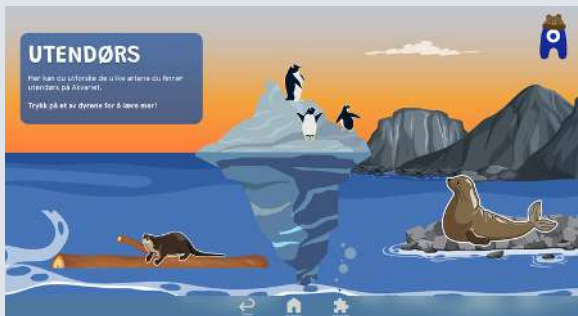 UTENDØRS
Her kan du utforske de ulike artene du finner
utendørs på Akvariet.
Trykk på et av dyrene for å lære mer!